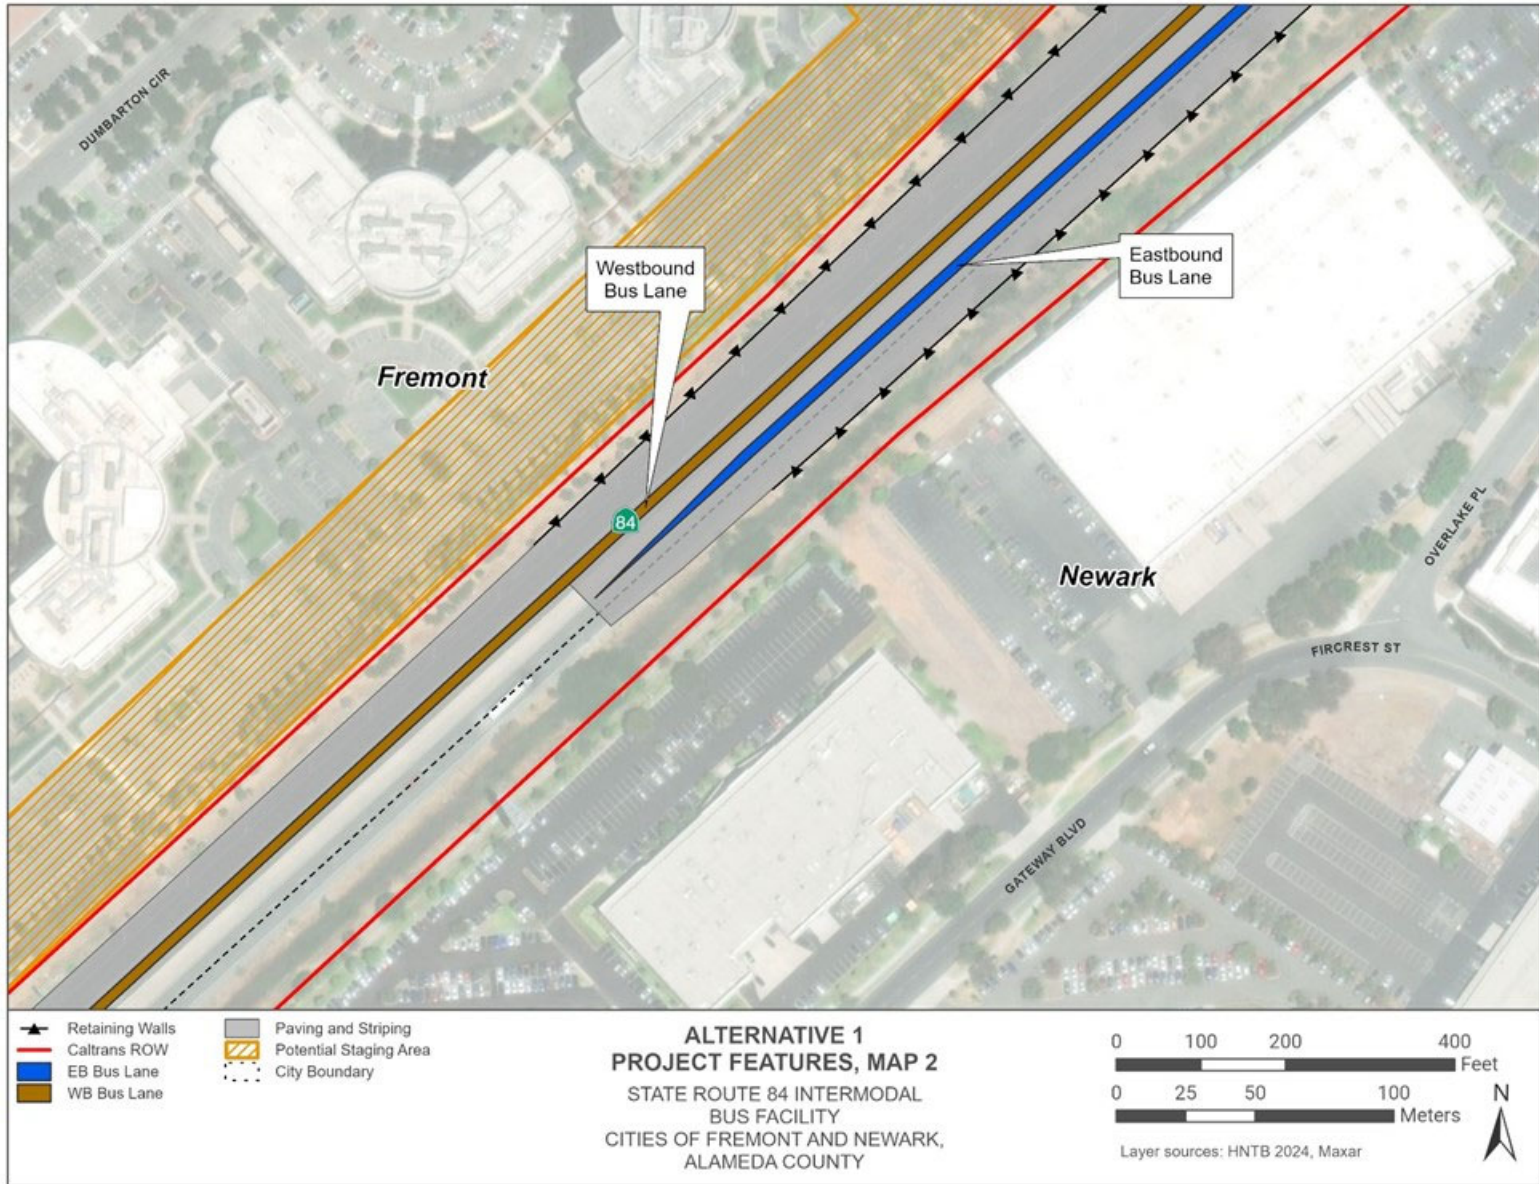 DUMBARTON CIR
Westbound
Bus Lane
Eastbound
Bus Lane
Fremont
84
Newark
OVERLAKE PL
FIRCREST ST
GATEWAY BLVD
Retaining Walls
Caltrans ROW
EB Bus Lane
WB Bus Lane
Paving and Striping
Potential Staging Area
City Boundary
ALTERNATIVE 1
PROJECT FEATURES, MAP 2
STATE ROUTE 84 INTERMODAL
BUS FACILITY
CITIES OF FREMONT AND NEWARK,
ALAMEDA COUNTY
0 100 200 400
Feet
0 25 50 100
Meters
N
Layer sources: HNTB 2024, Maxar